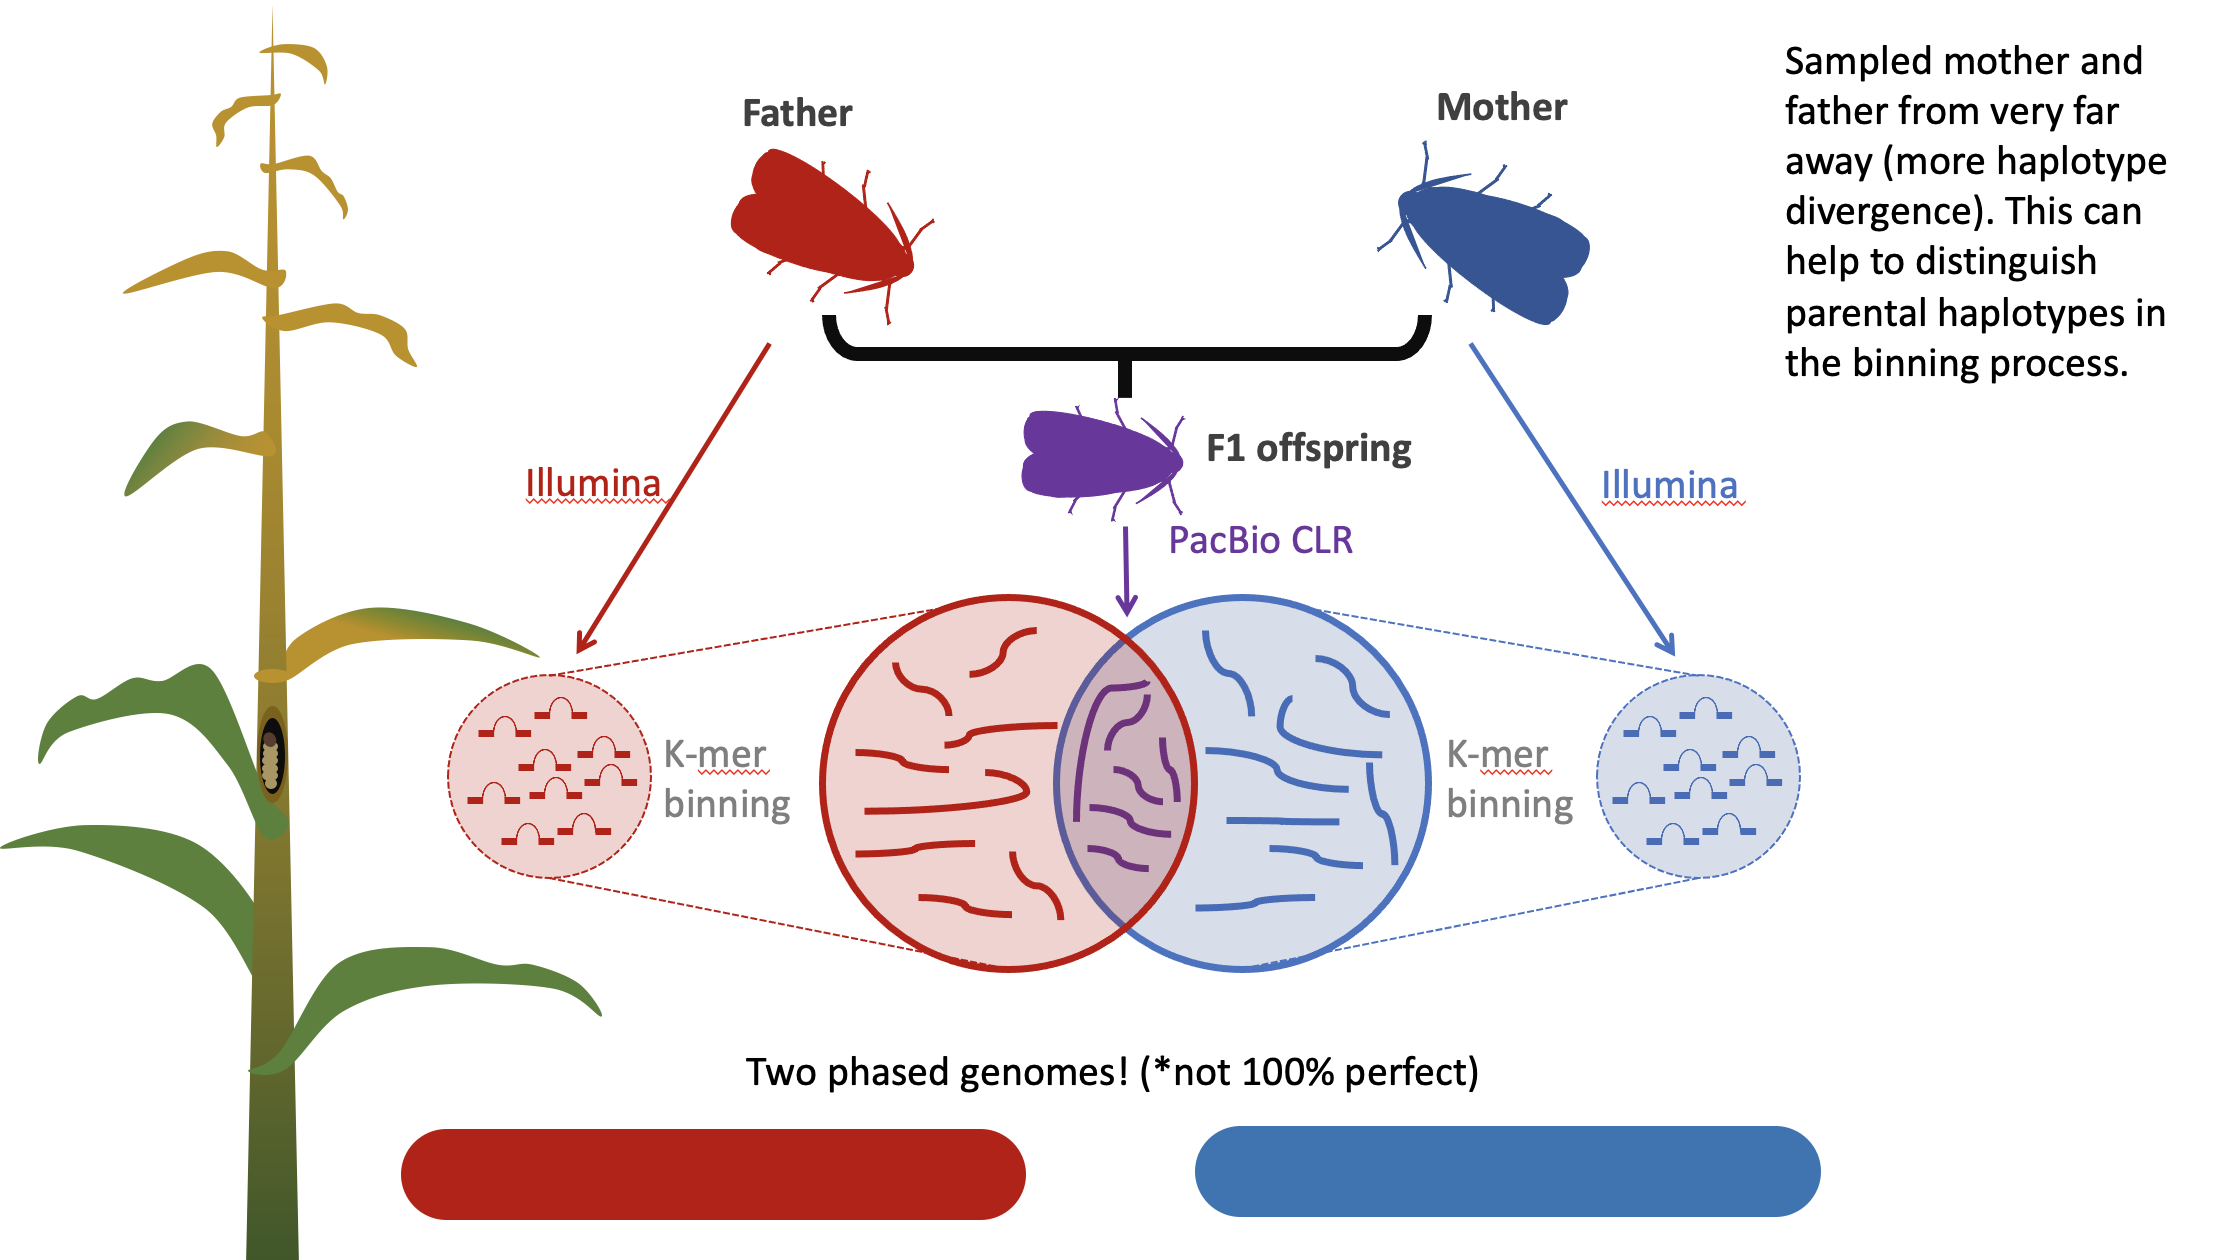 Father
Mother
Sampled mother and
father from very far
away (more haplotype
divergence). This can
help to distinguish
parental haplotypes in
the binning process.
F1 offspring
Illumina
Illumina
PacBio CLR
K-mer
binning
K-mer
binning
Two phased genomes! (*not 100% perfect)